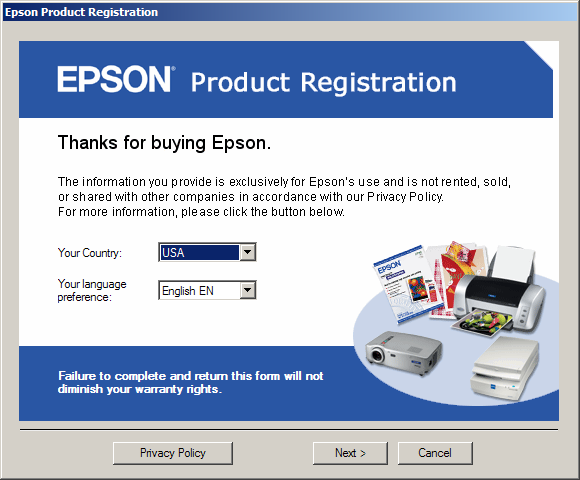 Epson Product Registration
EPSON® Product Registration
Thanks for buying Epson.
The information you provide is exclusively for Epson's use and is not rented, sold,
or shared with other companies in accordance with our Privacy Policy.
For more information, please click the button below.
Your Country:
USA
Your language
preference:
English EN
EPSON
Failure to complete and return this form will not
diminish your warranty rights.
Privacy Policy
Next >
Cancel